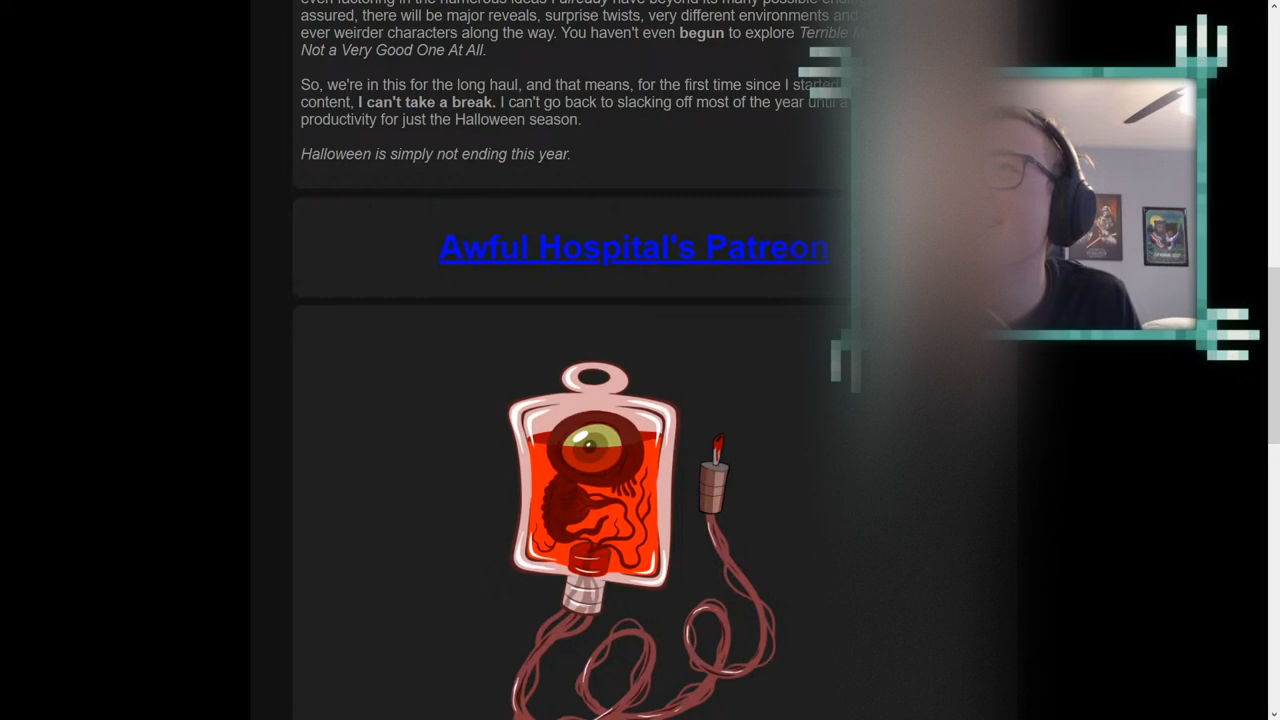 assured, there will be major reveals, surprise twists, very different environments and
ever weirder characters along the way. You haven't even begun to explore Terrible
Not a Very Good One At All.
So, we're in this for the long haul, and that means, for the first time since I started
content, I can't take a break. I can't go back to slacking off most of the year until a
productivity for just the Halloween season.
Halloween is simply not ending this year.
Awful Hospital's Patreon